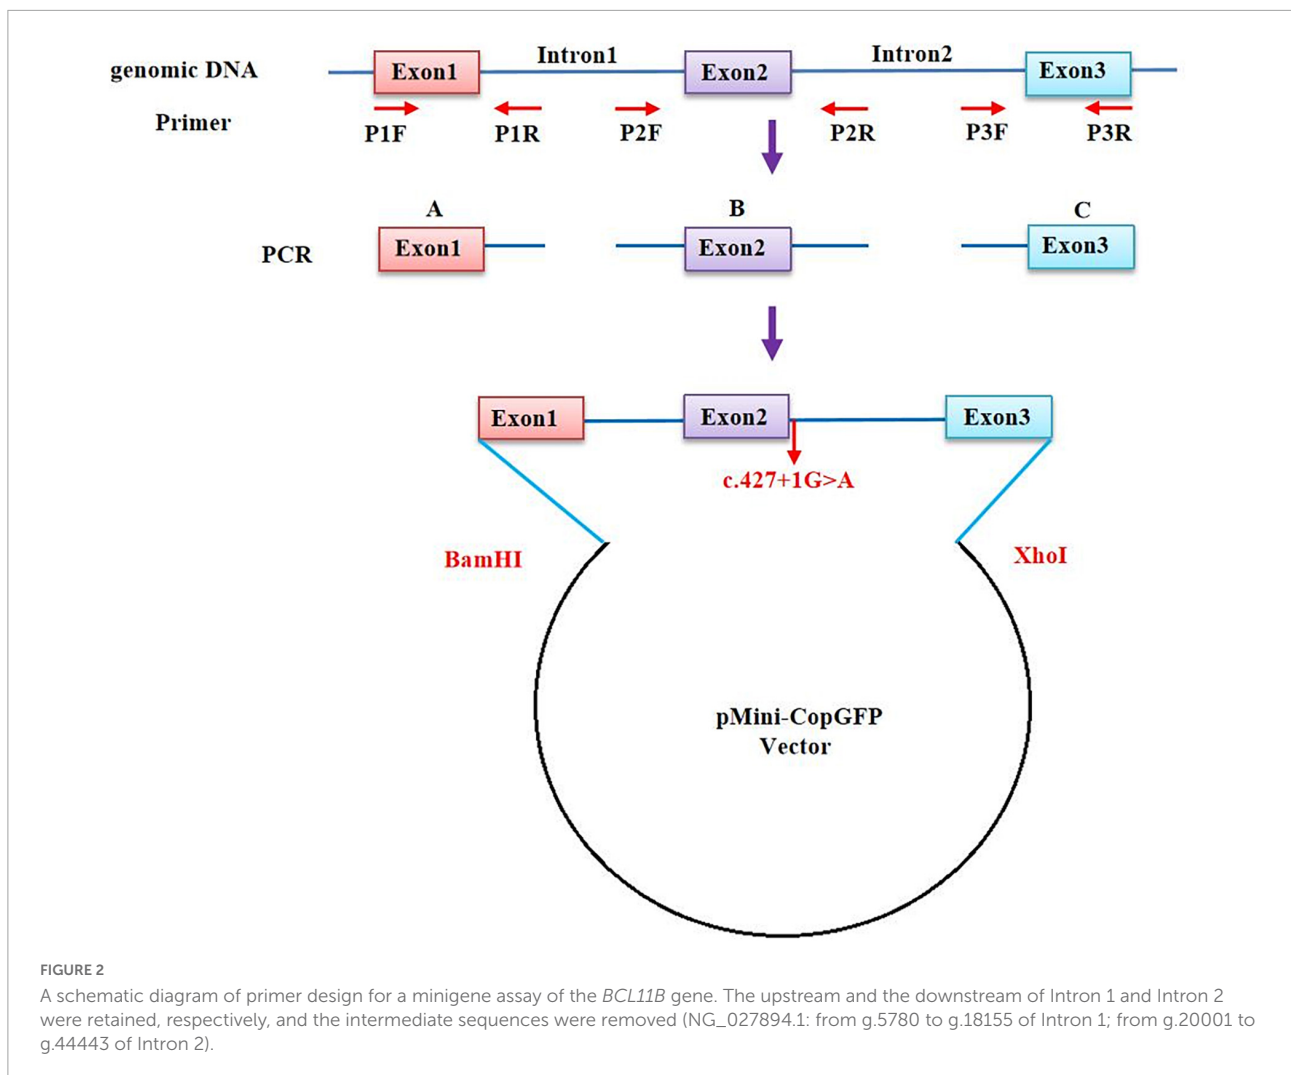 genomic DNA
Exon1
Intron1
Exon2
Intron2
Exon3
Primer
P1F
P1R
P2F
P2R
P3F
P3R
A
B
C
PCR
Exon1
Exon2
Exon3
Exon1
Exon2
Exon3
c.427+1G>A
BamHI
XhoI
pMini-CopGFP
Vector
FIGURE 2
A schematic diagram of primer design for a minigene assay of the BCL11B gene. The upstream and the downstream of Intron 1 and Intron 2
were retained, respectively, and the intermediate sequences were removed (NG_027894.1: from g.5780 to g.18155 of Intron 1; from g.20001 to
g.44443 of Intron 2).